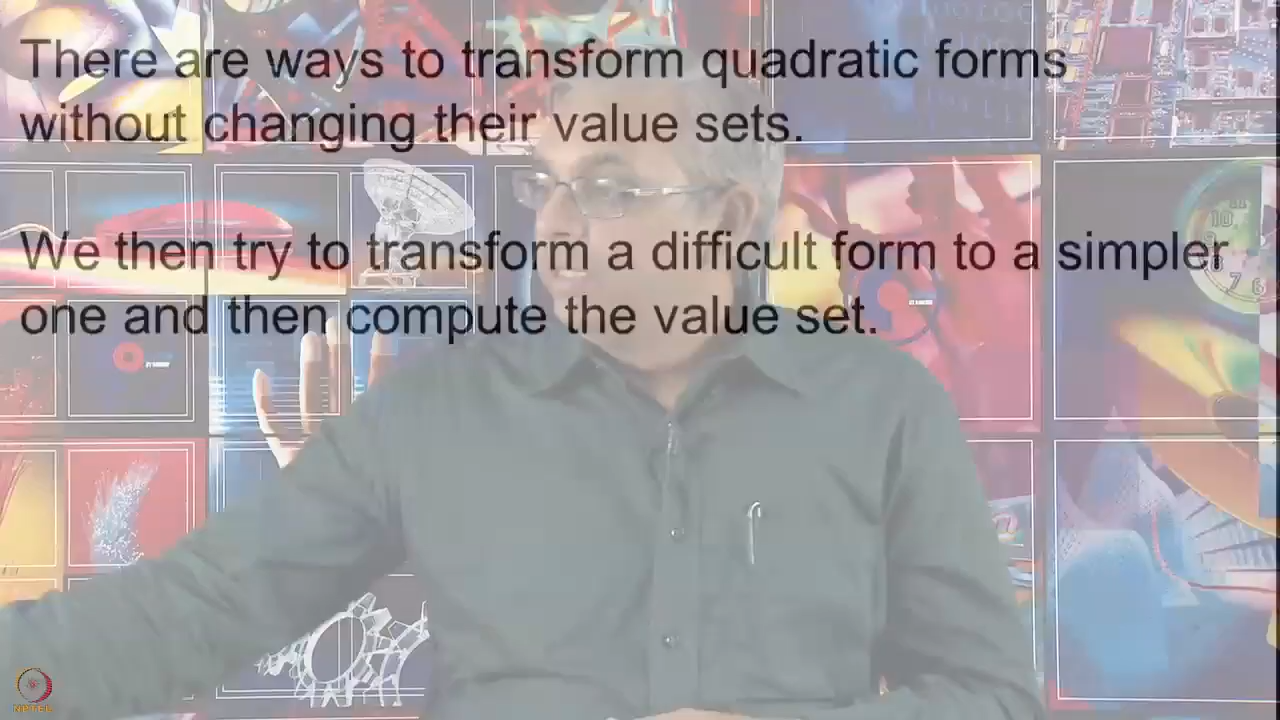 There are ways to transform quadratic forms
without changing their value sets.
We then try to transform a difficult form to a simpler
one and then compute the value set.
NPTEL